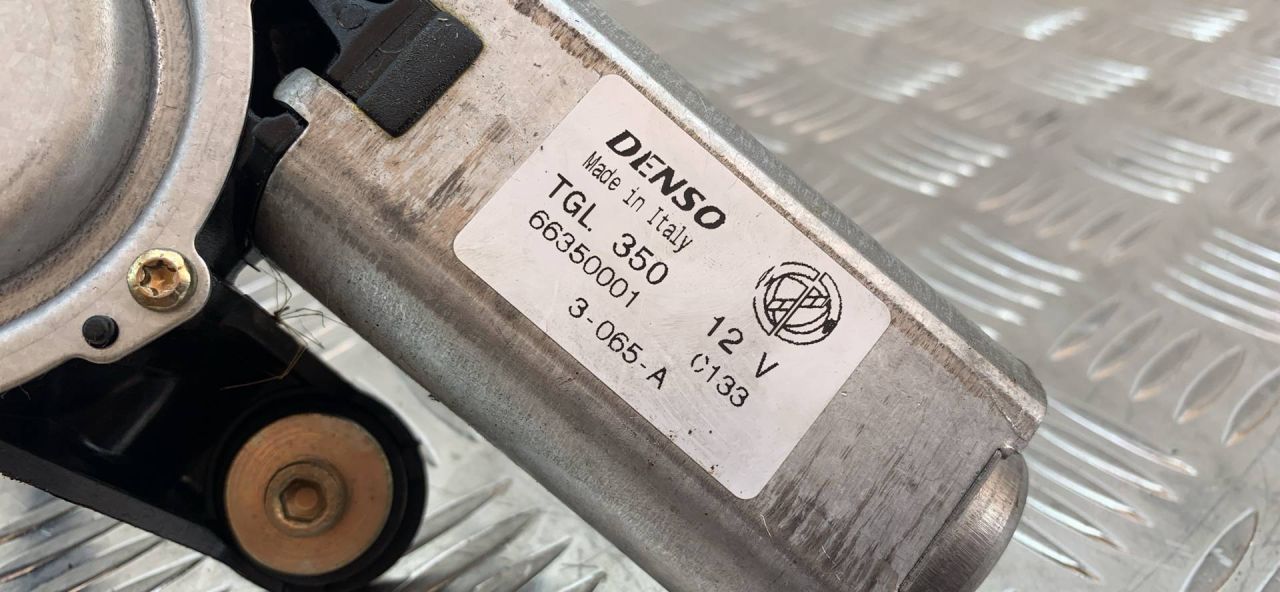 DENSO
Made in Italy
TGL 350
66350001
12 V
3-065-A
C133